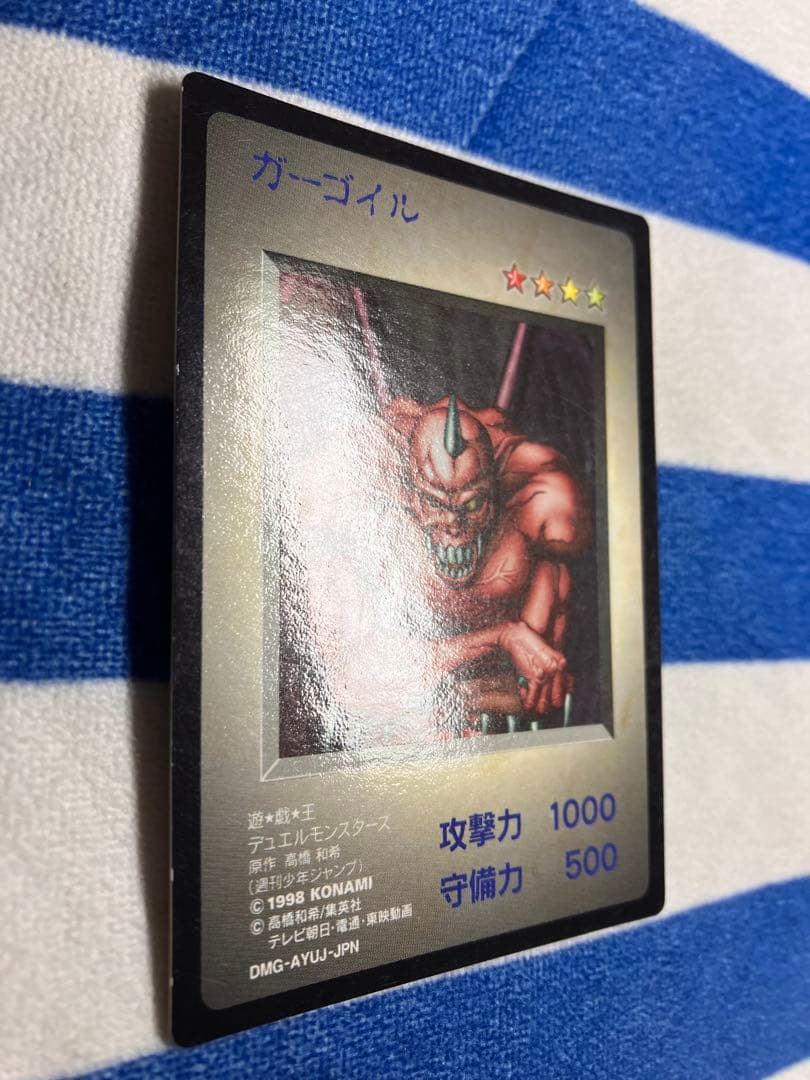 ガーゴイル
遊★戯★王
デュエルモンスターズ
原作 高橋 和希
(週刊少年ジャンプ)
© 1998 KONAMI
© 高橋和希/集英社
テレビ朝日・電通・東映動画
DMG-AYUJ-JPN
攻撃力 1000
守備力 500